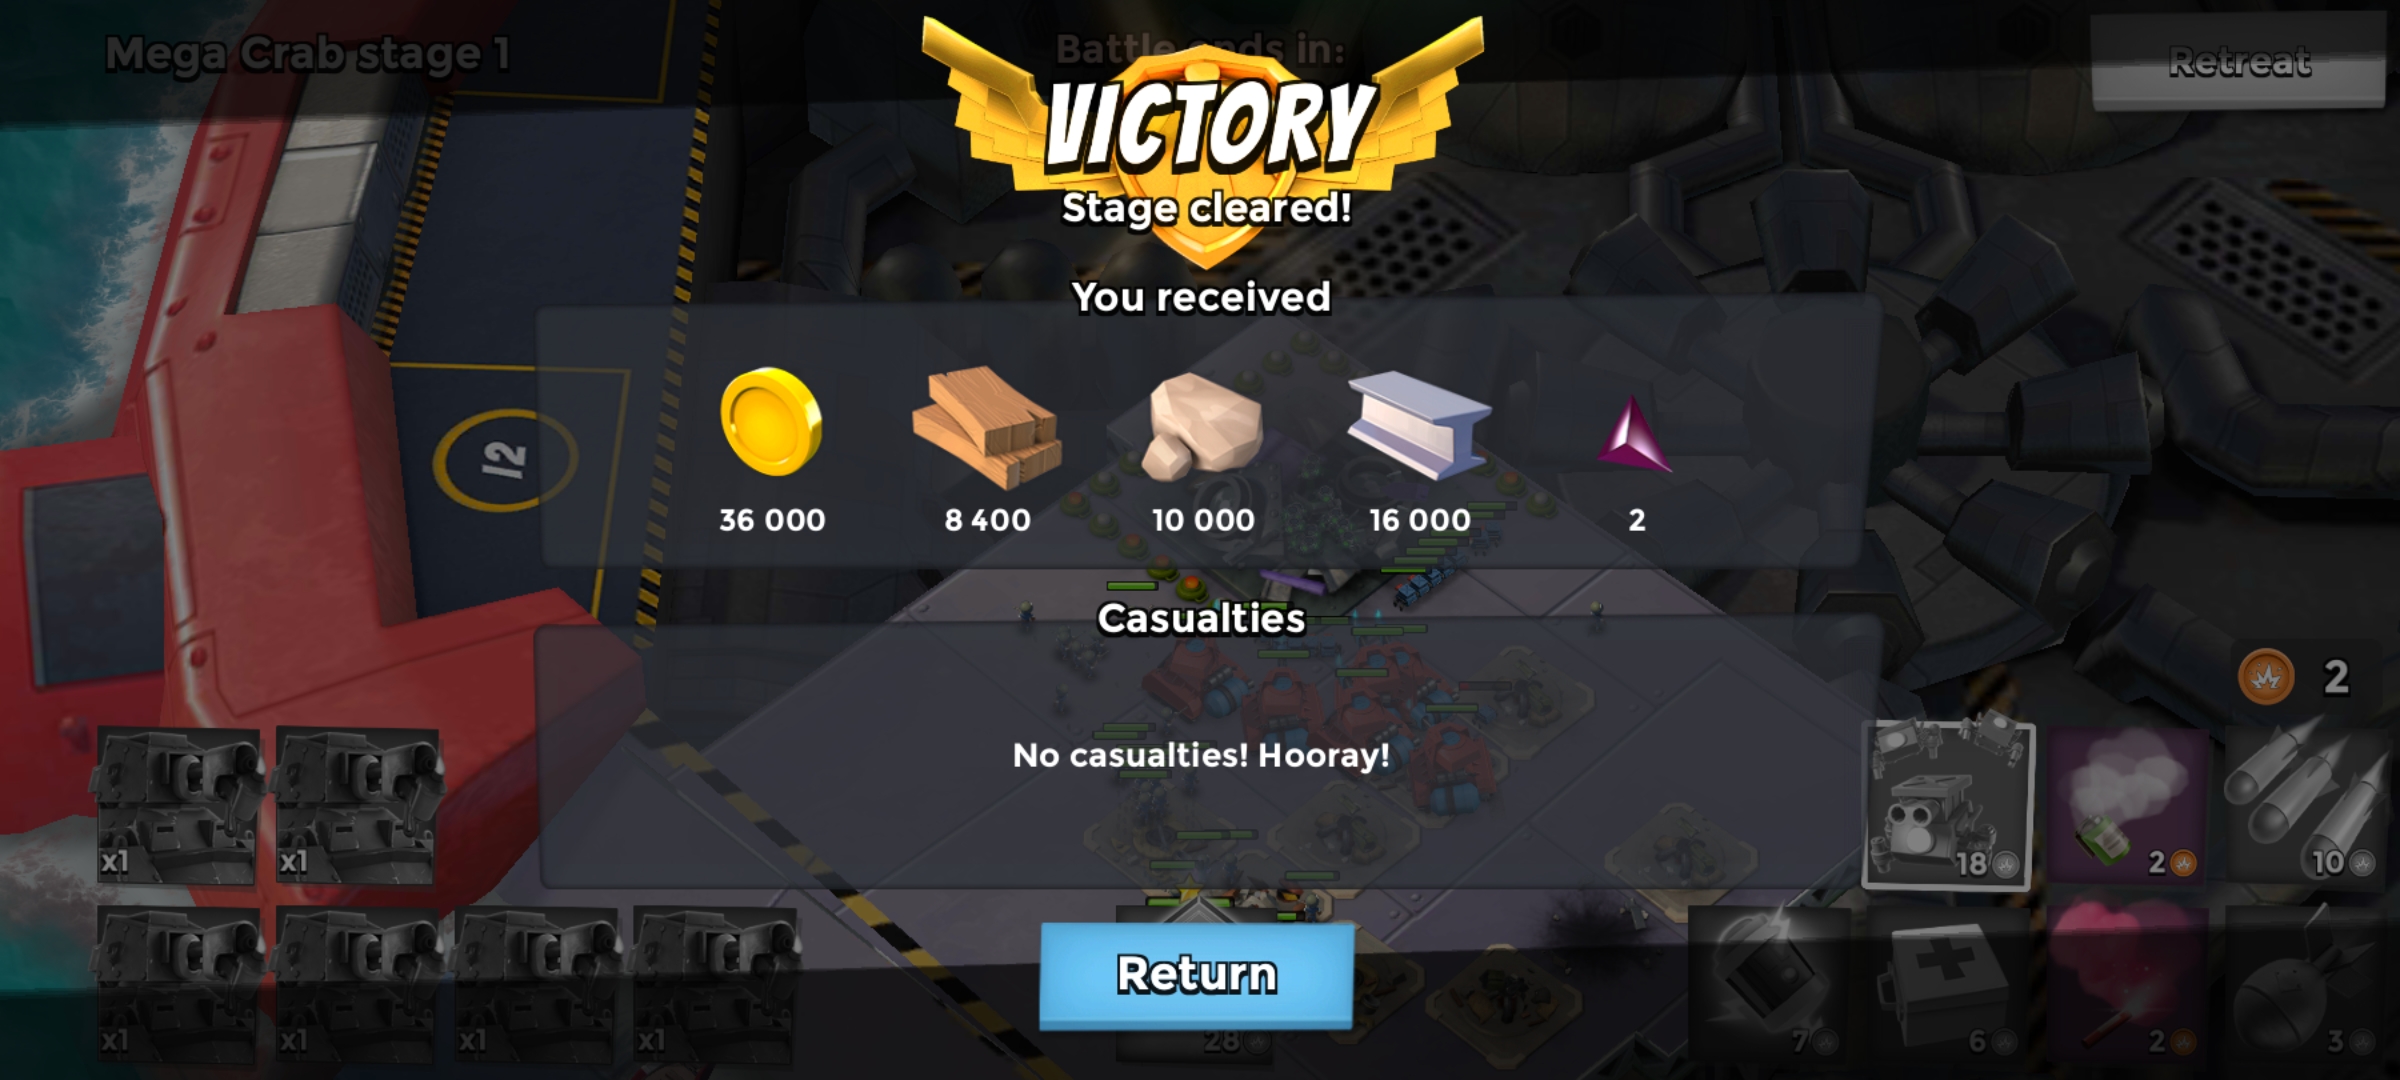 Mega Crab stage 1
Battle ends in:
Retreat
VICTORY
Stage cleared!
You received
36 000
8 400
10 000
16 000
2
12
Casualties
No casualties! Hooray!
2
x1
x1
18
2
10
x1
x1
x1
x1
Return
28
7
6
2
3